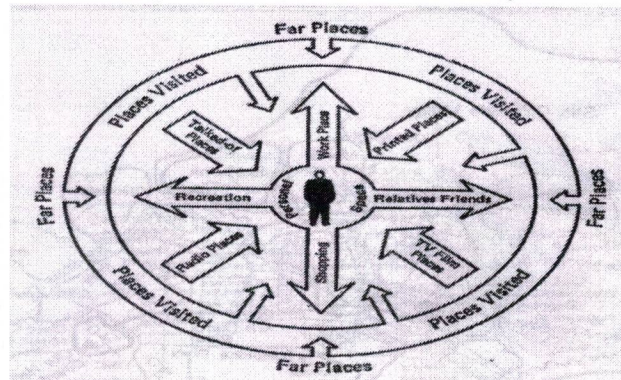 Far Places
Places Visited
Places Visited
Talked-of
Places
Work Place
Printed Places
Far Places
Recreation
Personal
Space
Relatives Friends
Far Places
Radio Places
Shopping
TV Film
Places
Places Visited
Places Visited
Far Places